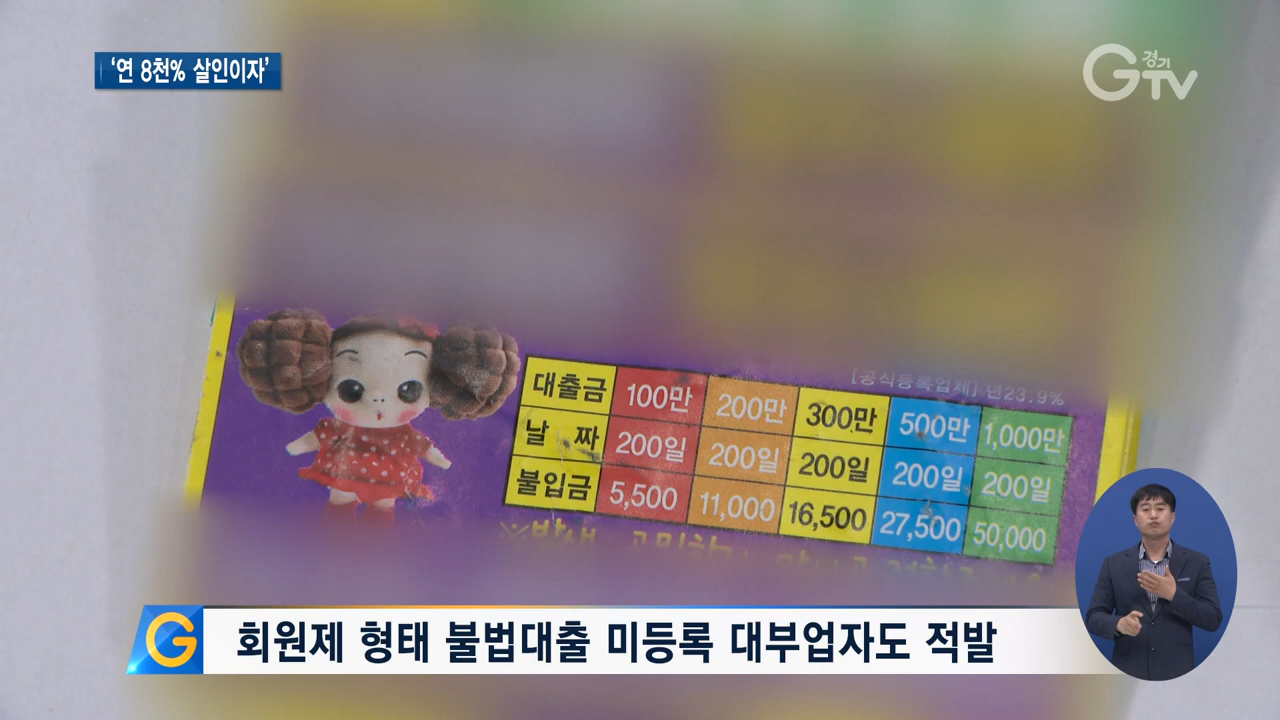 ‘연 8천% 살인이자’
경기
GTV
[공식등록업체] 년23.9%
대출금 100만 200만 300만 500만 1,000만
날 짜 200일 200일 200일 200일 200일
불입금 5,500 11,000 16,500 27,500 50,000
G 회원제 형태 불법대출 미등록 대부업자도 적발